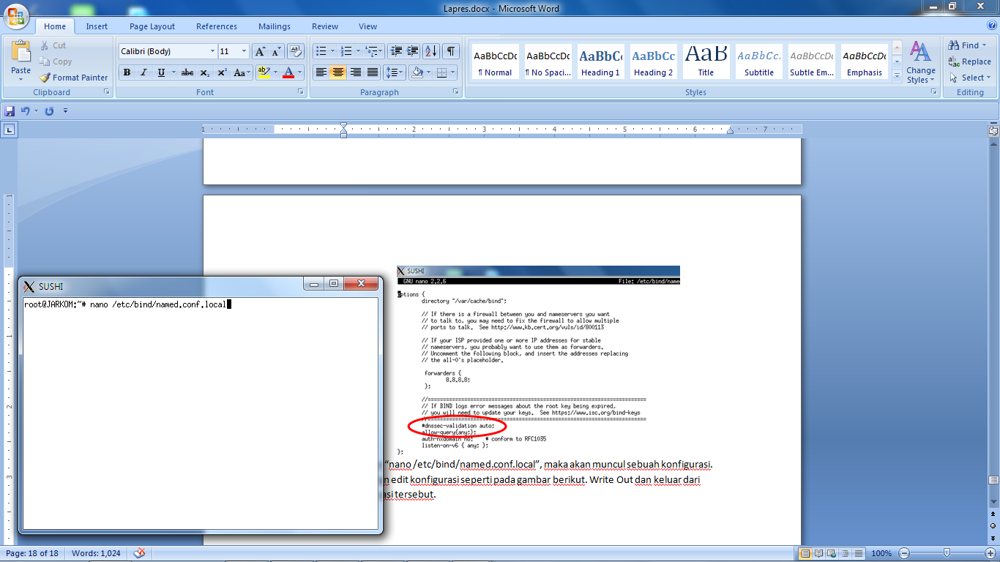 Lapres.docx - Microsoft Word
Home Insert Page Layout References Mailings Review View
Paste
Cut
Copy
Format Painter
Clipboard
Calibri (Body) 11
Font
Paragraph
AaBbCcDc AaBbCcDc AaBbCc AaBbCc AaB AaBbCc. AaBbCcDc AaBbCcDc
¶ Normal ¶ No Spaci... Heading 1 Heading 2 Title Subtitle Subtle Em... Emphasis
Change
Styles
Styles
Find
Replace
Select
Editing
1 1 2 3 4 5 6 7
SUSHI
GNU nano 2.2.6 File: /etc/bind/name
options {
directory "/var/cache/bind";
// If there is a firewall between you and nameservers you want
// to talk to, you may need to fix the firewall to allow multiple
// ports to talk. See http://www.kb.cert.org/vuls/id/800113
// If your ISP provided one or more IP addresses for stable
// nameservers, you probably want to use them as forwarders.
// Uncomment the following block, and insert the addresses replacing
// the all-0's placeholder.
forwarders {
8.8.8.8;
};
//========================================================================
// If BIND logs error messages about the root key being expired,
// you will need to update your keys. See https://www.isc.org/bind-keys
//========================================================================
#dnssec-validation auto;
allow-query{any;};
auth-nxdomain no; # conform to RFC1035
listen-on-v6 { any; };
};
"nano /etc/bind/named.conf.local", maka akan muncul sebuah konfigurasi.
edit konfigurasi seperti pada gambar berikut. Write Out dan keluar dari
asi tersebut.
SUSHI
root@JARKOM:~# nano /etc/bind/named.conf.local
Page: 18 of 18 Words: 1,024 100%